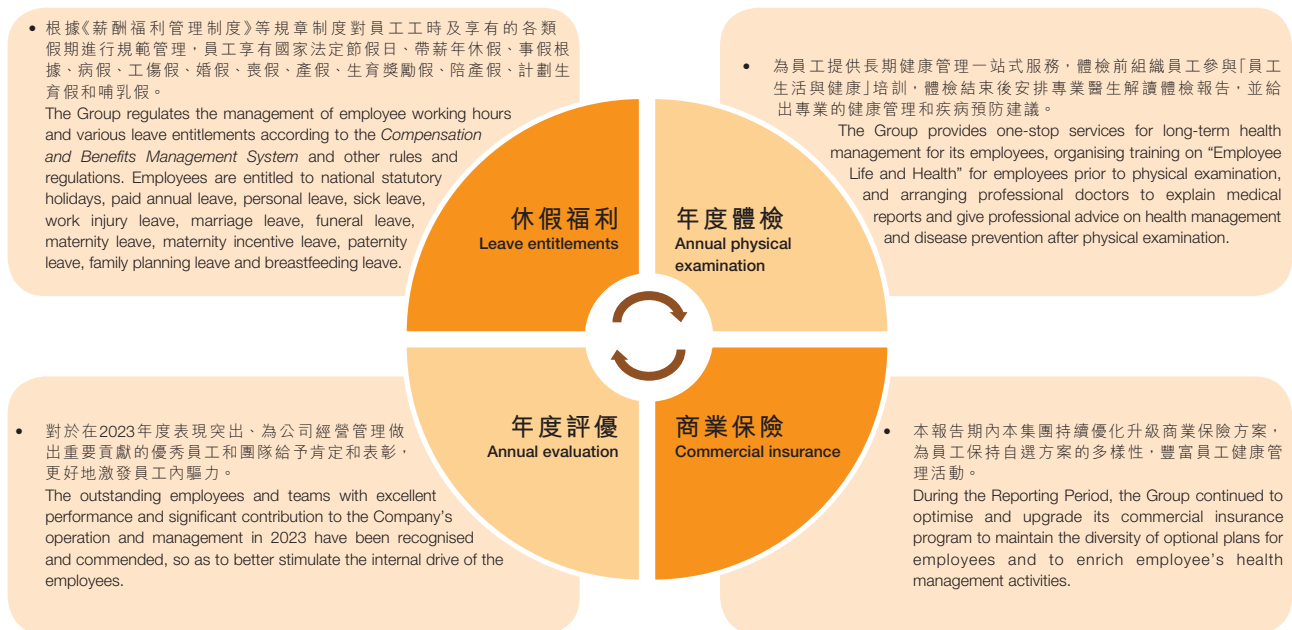 • 根據《薪酬福利管理制度》等規章制度對員工工時及享有的各類
假期進行規範管理，員工享有國家法定節假日、帶薪年休假、事假根
據、病假、工傷假、婚假、喪假、產假、生育獎勵假、陪產假、計劃生
育假和哺乳假。
The Group regulates the management of employee working hours
and various leave entitlements according to the Compensation
and Benefits Management System and other rules and
regulations. Employees are entitled to national statutory
holidays, paid annual leave, personal leave, sick leave,
work injury leave, marriage leave, funeral leave,
maternity leave, maternity incentive leave, paternity
leave, family planning leave and breastfeeding leave.
休假福利
Leave entitlements
年度體檢
Annual physical
examination
• 為員工提供長期健康管理一站式服務，體檢前組織員工參與「員工
生活與健康」培訓，體檢結束後安排專業醫生解讀體檢報告，並給
出專業的健康管理和疾病預防建議。
The Group provides one-stop services for long-term health
management for its employees, organising training on “Employee
Life and Health” for employees prior to physical examination,
and arranging professional doctors to explain medical
reports and give professional advice on health management
and disease prevention after physical examination.
• 對於在2023年度表現突出、為公司經營管理做
出重要貢獻的優秀員工和團隊給予肯定和表彰，
更好地激發員工內驅力。
The outstanding employees and teams with excellent
performance and significant contribution to the Company’s
operation and management in 2023 have been recognised
and commended, so as to better stimulate the internal drive of the
employees.
年度評優
Annual evaluation
商業保險
Commercial insurance
• 本報告期內本集團持續優化升級商業保險方案，
為員工保持自選方案的多樣性，豐富員工健康管
理活動。
During the Reporting Period, the Group continued to
optimise and upgrade its commercial insurance
program to maintain the diversity of optional plans for
employees and to enrich employee’s health
management activities.